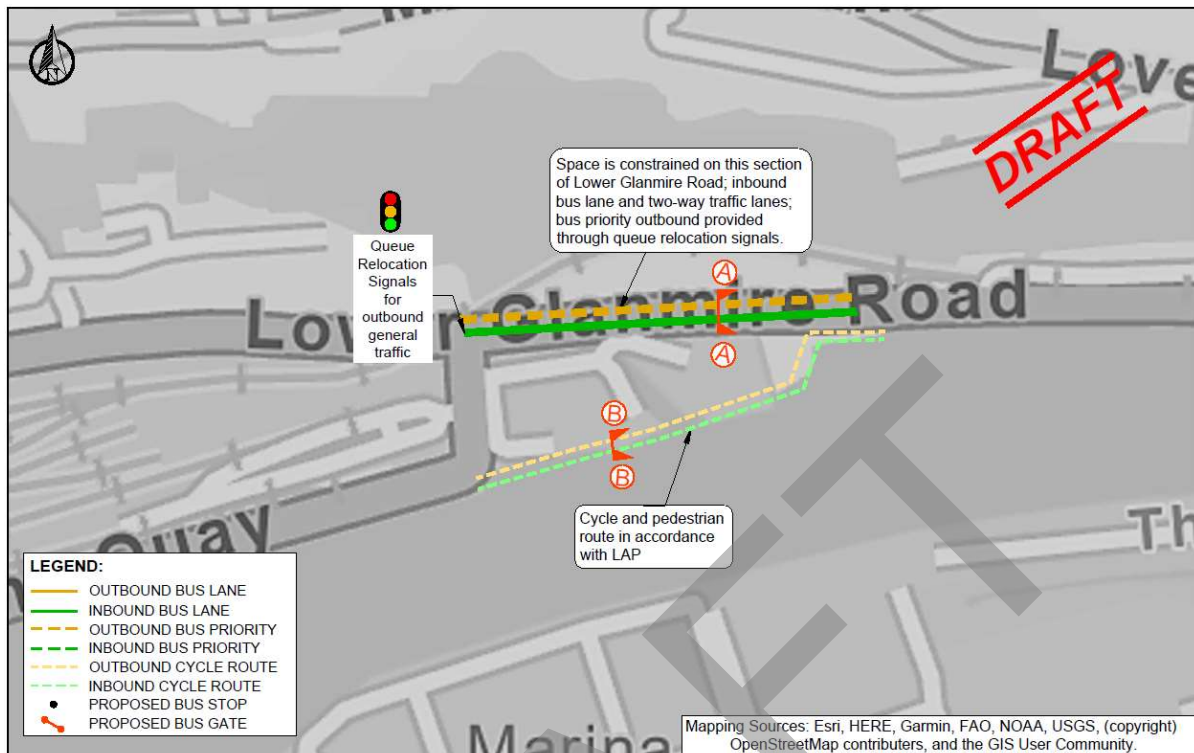 N
Love
DRAFT
Space is constrained on this section
of Lower Glanmire Road; inbound
bus lane and two-way traffic lanes;
bus priority outbound provided
through queue relocation signals.
Queue
Relocation
Signals
for
outbound
general
traffic
A
Lower Glanmire Road
A
B
B
Cycle and pedestrian
route in accordance
with LAP
Quay
Th
LEGEND:
OUTBOUND BUS LANE
INBOUND BUS LANE
OUTBOUND BUS PRIORITY
INBOUND BUS PRIORITY
OUTBOUND CYCLE ROUTE
INBOUND CYCLE ROUTE
PROPOSED BUS STOP
PROPOSED BUS GATE
Marina
Mapping Sources: Esri, HERE, Garmin, FAO, NOAA, USGS, (copyright)
OpenStreetMap contributers, and the GIS User Community.